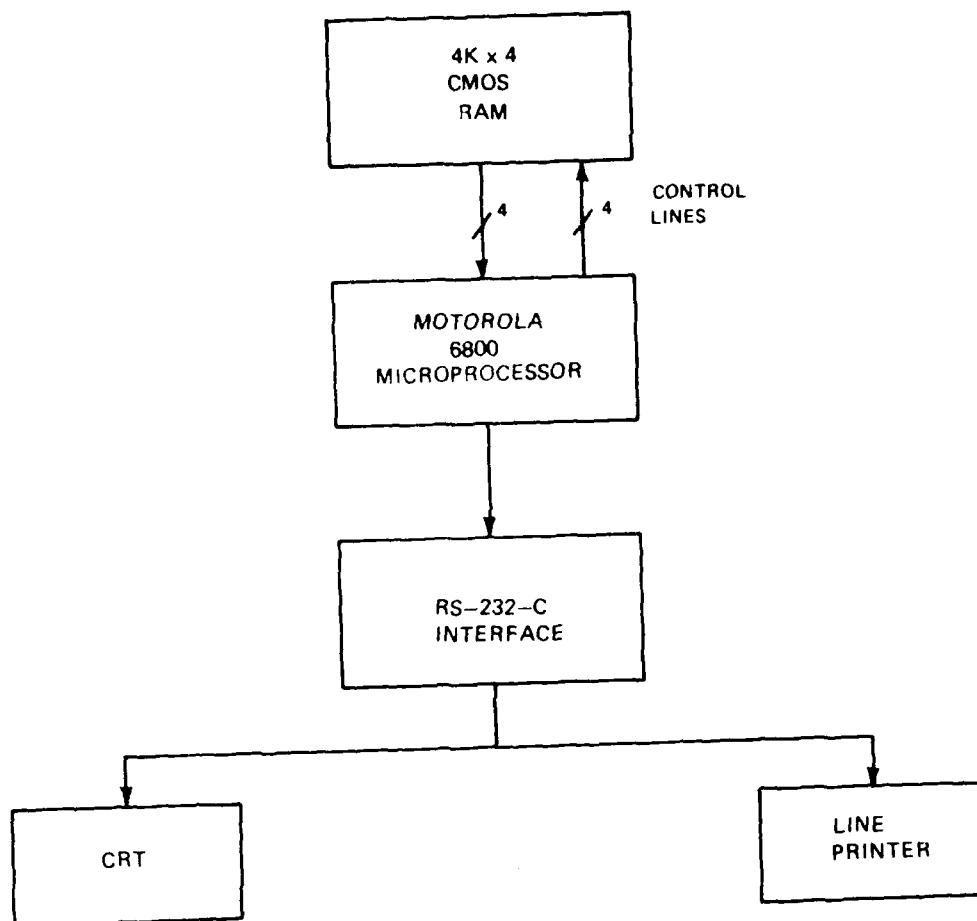 4K x 4
CMOS
RAM
4
4
CONTROL
LINES
MOTOROLA
6800
MICROPROCESSOR
RS-232-C
INTERFACE
CRT
LINE
PRINTER